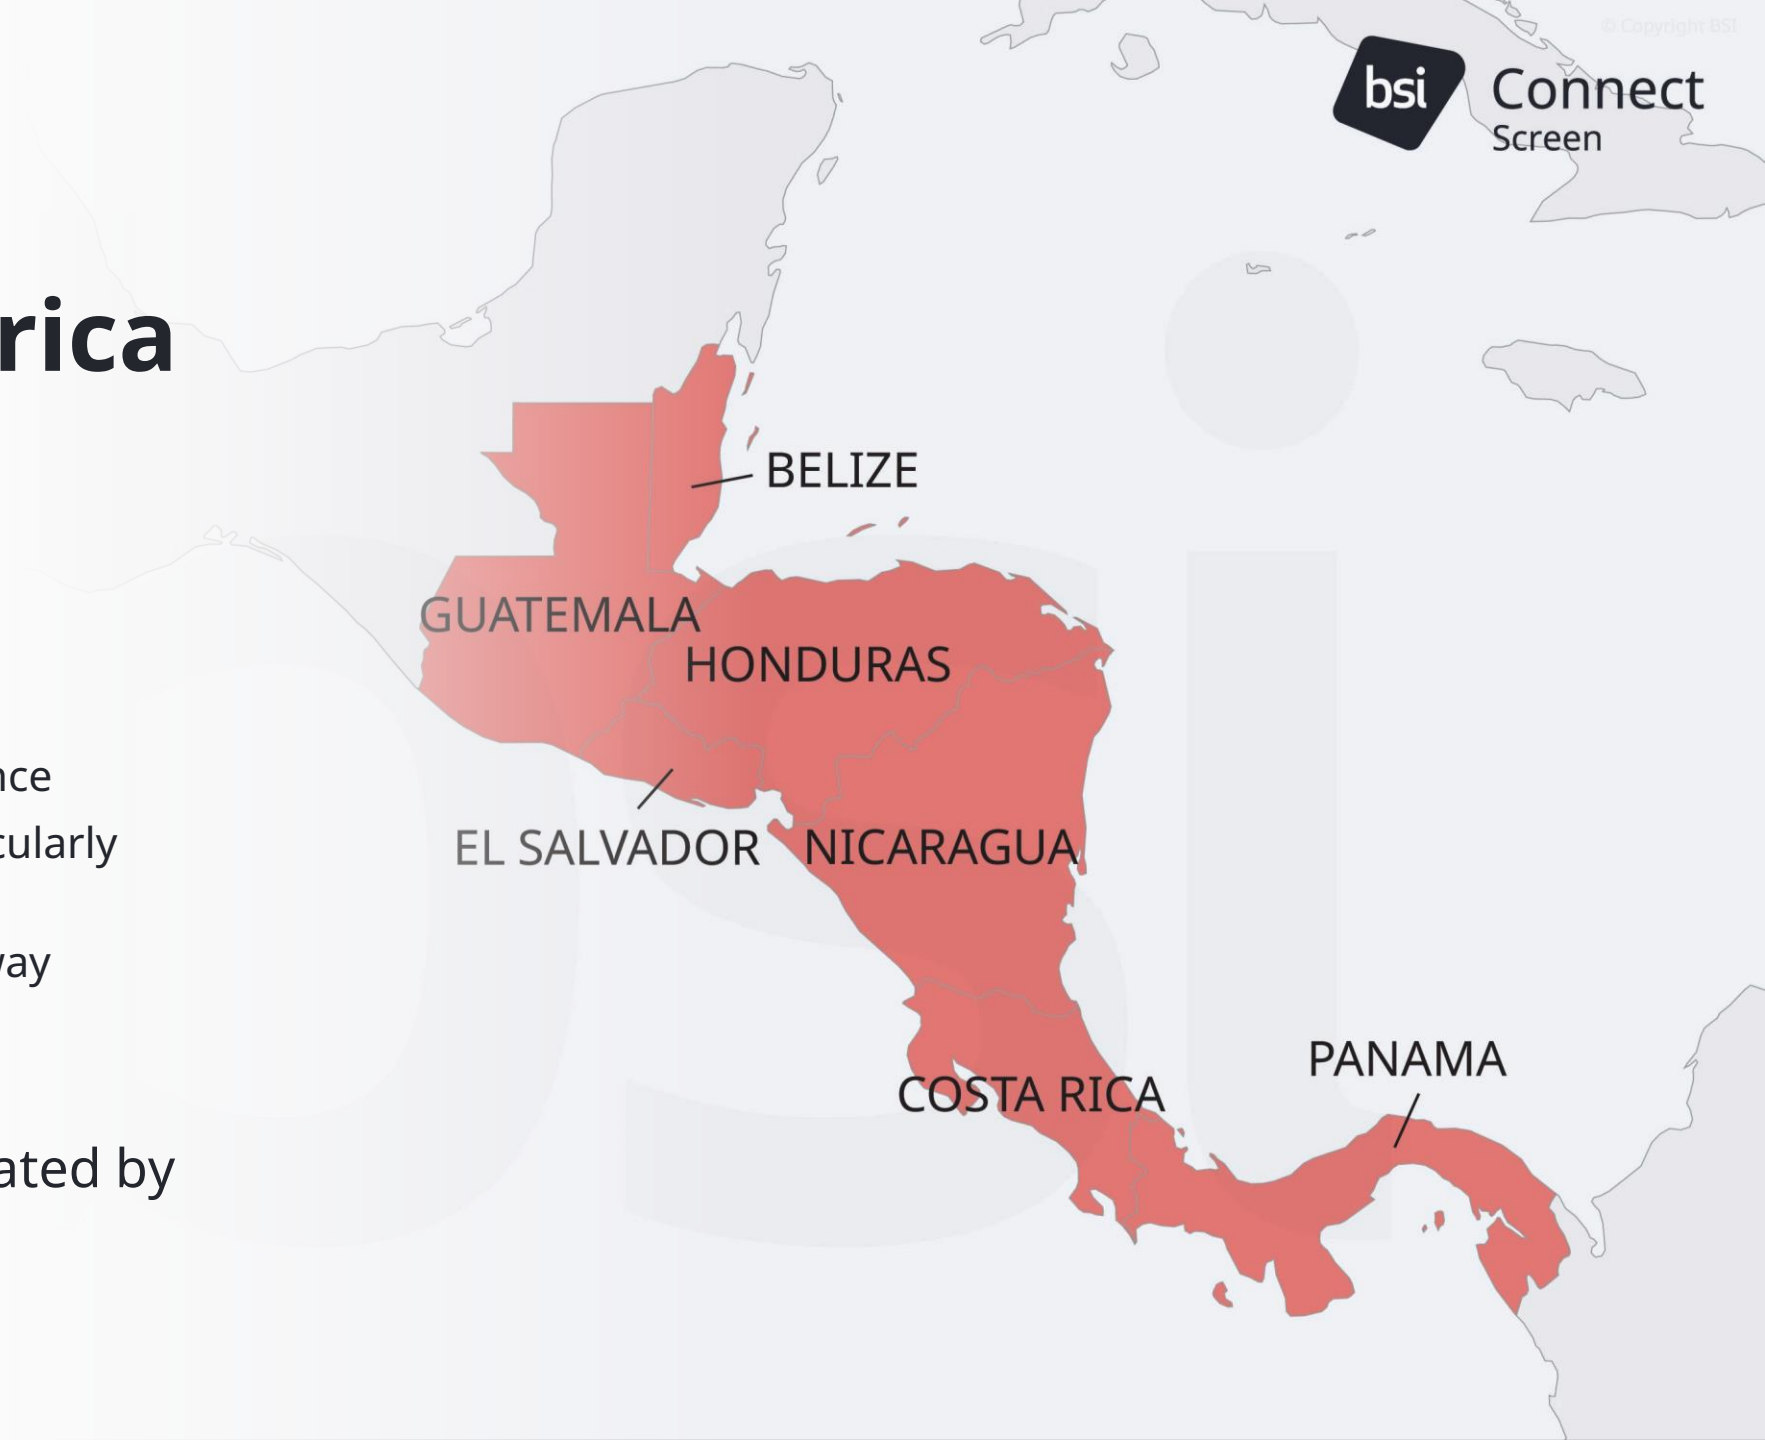 © Copyright BSI
bsi
Connect
Screen
rica
BELIZE
GUATEMALA
HONDURAS
nce
EL SALVADOR
NICARAGUA
cularly
way
PANAMA
COSTA RICA
ated by